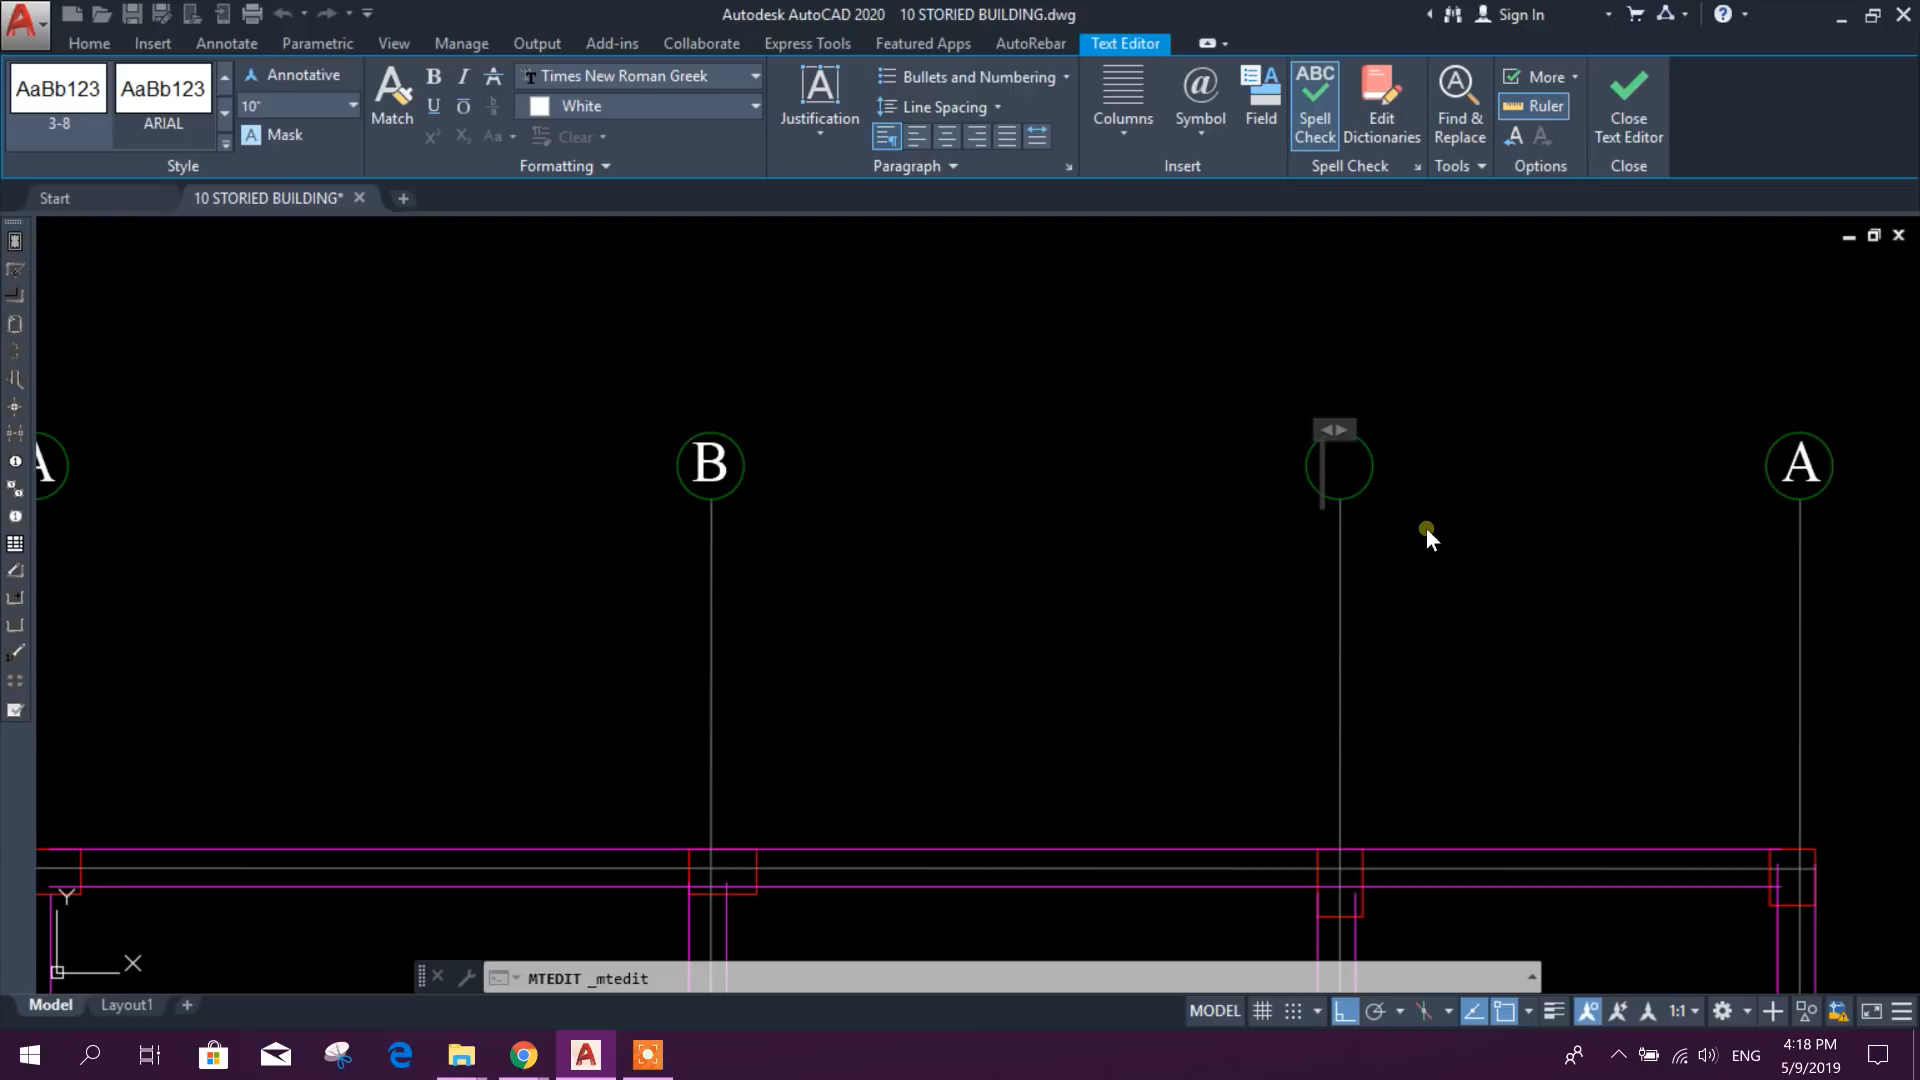 Autodesk AutoCAD 2020 10 STORIED BUILDING.dwg
Sign In
Home Insert Annotate Parametric View Manage Output Add-ins Collaborate Express Tools Featured Apps AutoRebar Text Editor
AaBb123
3-8
AaBb123
ARIAL
Annotative
10"
Mask
Style
Match
Times New Roman Greek
White
Clear
Formatting
Justification
Bullets and Numbering
Line Spacing
Paragraph
Columns
Symbol
Field
Insert
ABC
Spell
Check
Edit
Dictionaries
Spell Check
Find &
Replace
Tools
More
Ruler
Options
Close
Text Editor
Close
Start
10 STORIED BUILDING*
A
B
A
Y
X
MTEDIT _mtedit
Model Layout1
MODEL
1:1
ENG
4:18 PM
5/9/2019